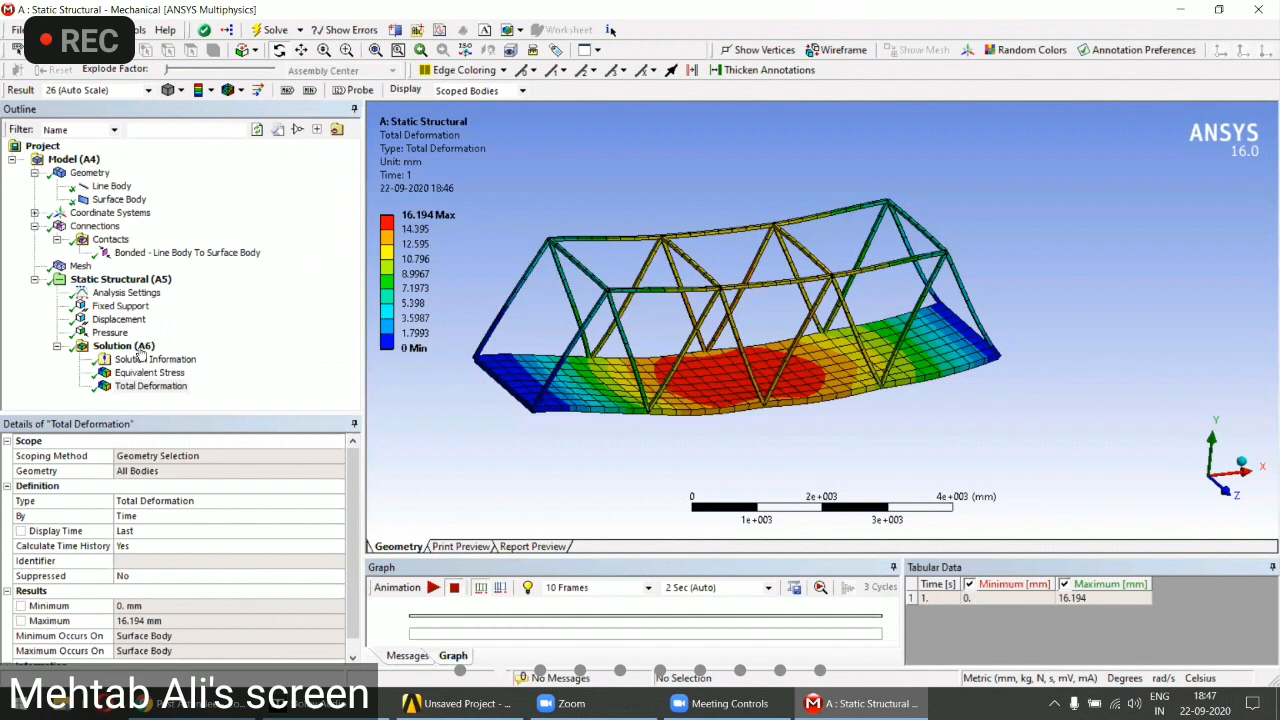 A : Static Structural - Mechanical [ANSYS Multiphysics]
REC
Help
Solve
?/ Show Errors
Worksheet
Show Vertices
Wireframe
Show Mesh
Random Colors
Annotation Preferences
Reset
Explode Factor:
Assembly Center
Edge Coloring
Thicken Annotations
Result
26 (Auto Scale)
Probe
Display
Scoped Bodies
Outline
Filter:
Name
Project
Model (A4)
Geometry
Line Body
Surface Body
Coordinate Systems
Connections
Contacts
Bonded - Line Body To Surface Body
Mesh
Static Structural (A5)
Analysis Settings
Fixed Support
Displacement
Pressure
Solution (A6)
Solution Information
Equivalent Stress
Total Deformation
A: Static Structural
Total Deformation
Type: Total Deformation
Unit: mm
Time: 1
22-09-2020 18:46
16.194 Max
14.395
12.595
10.796
8.9967
7.1973
5.398
3.5987
1.7993
0 Min
ANSYS
16.0
Y
X
Z
0
2e+003
4e+003 (mm)
1e+003
3e+003
Geometry
Print Preview
Report Preview
Details of "Total Deformation"
Scope
Scoping Method Geometry Selection
Geometry All Bodies
Definition
Type Total Deformation
By Time
Display Time Last
Calculate Time History Yes
Identifier
Suppressed No
Results
Minimum 0. mm
Maximum 16.194 mm
Minimum Occurs On Surface Body
Maximum Occurs On Surface Body
Graph
Animation
10 Frames
2 Sec (Auto)
3 Cycles
Messages
Graph
Tabular Data
Time [s] Minimum [mm] Maximum [mm]
1 1. 0. 16.194
No Messages
No Selection
Metric (mm, kg, N, s, mV, mA)
Degrees
rad/s
Celsius
Mehtab Ali's screen
Unsaved Project - ...
Zoom
Meeting Controls
A : Static Structural ...
ENG
IN
18:47
22-09-2020